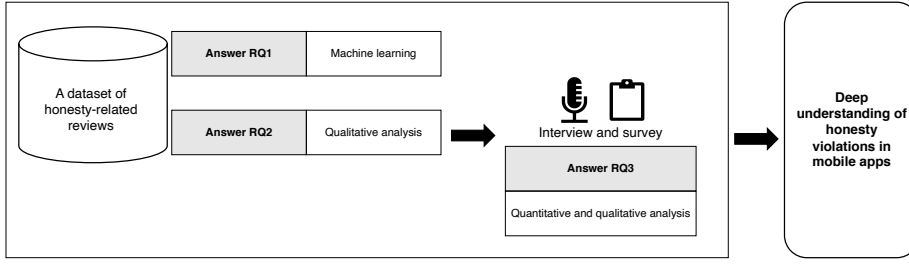 A dataset of
honesty-related
reviews
Answer RQ1
Machine learning
Answer RQ2
Qualitative analysis
Interview and survey
Answer RQ3
Quantitative and qualitative analysis
Deep
understanding of
honesty
violations in
mobile apps